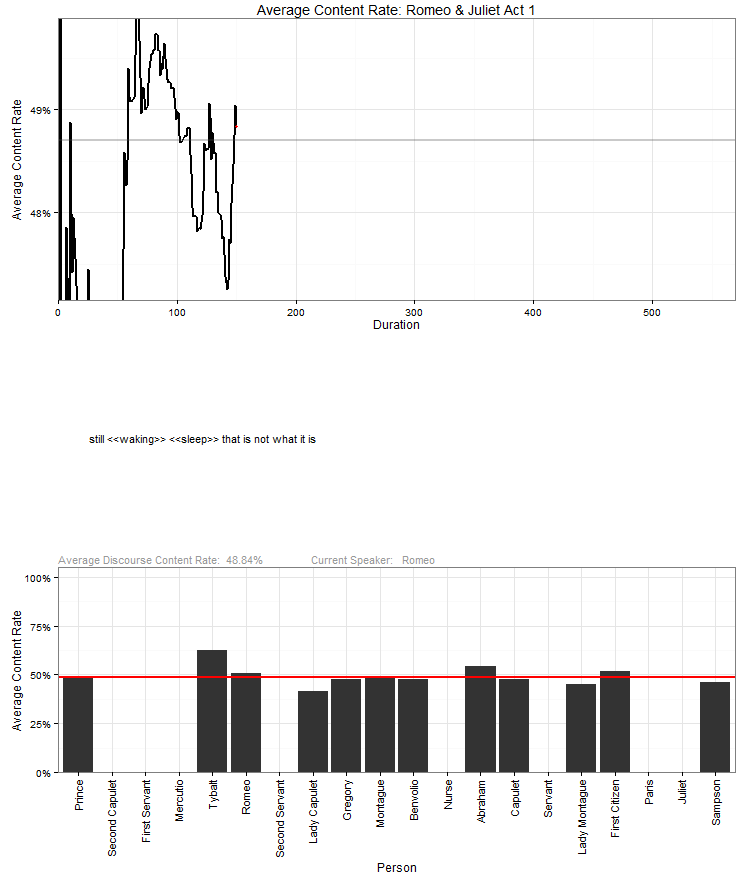 Average Content Rate: Romeo & Juliet Act 1
Average Content Rate
49%
48%
0 100 200 300 400 500
Duration
still <<waking>> <<sleep>> that is not what it is
Average Discourse Content Rate: 48.84% Current Speaker: Romeo
Average Content Rate
100%
75%
50%
25%
0%
Prince
Second Capulet
First Servant
Mercutio
Tybalt
Romeo
Second Servant
Lady Capulet
Gregory
Montague
Benvolio
Nurse
Abraham
Capulet
Servant
Lady Montague
First Citizen
Paris
Juliet
Sampson
Person